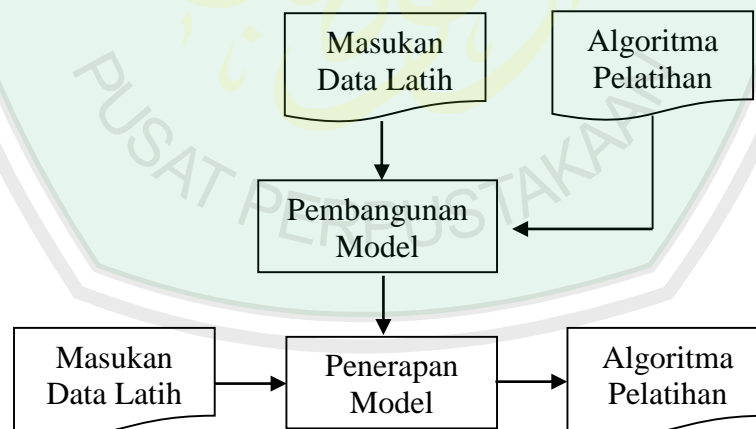 Masukan
Data Latih
Algoritma
Pelatihan
PUSAT PERPUSTAKAAN
Pembangunan
Model
Masukan
Data Latih
Penerapan
Model
Algoritma
Pelatihan